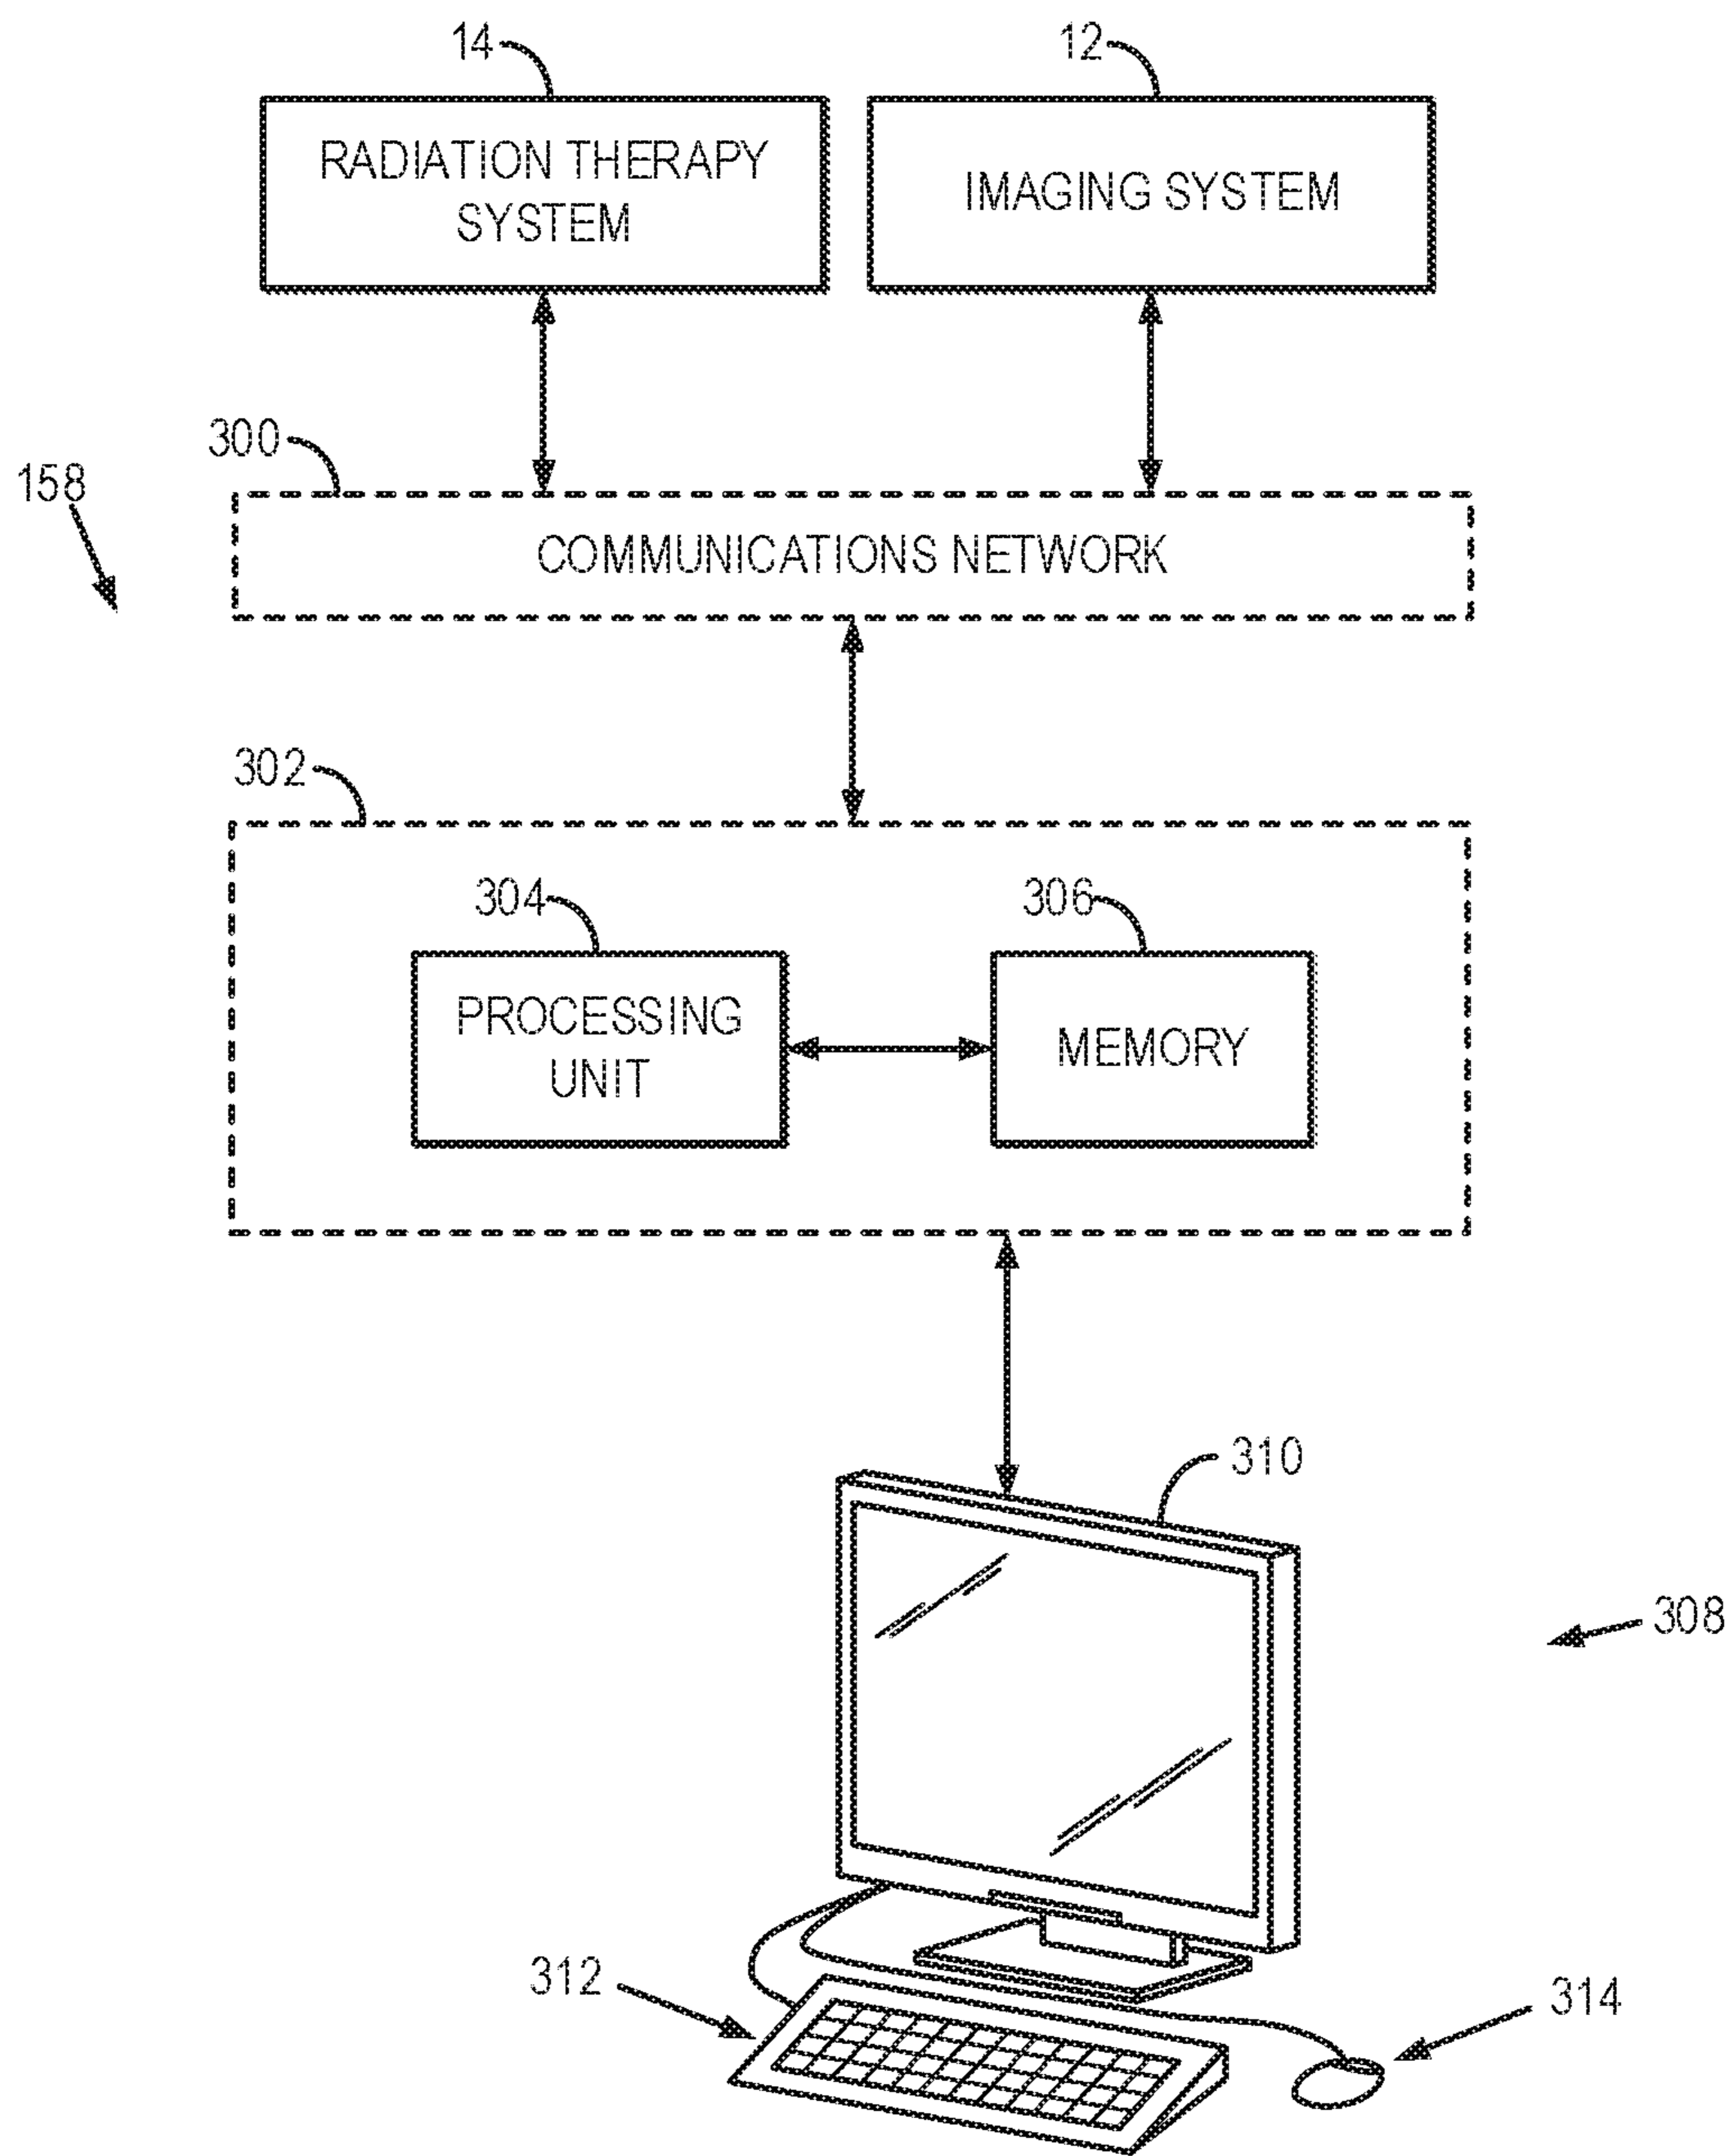 14
12
RADIATION THERAPY
SYSTEM
IMAGING SYSTEM
300
158
COMMUNICATIONS NETWORK
302
304
306
PROCESSING
UNIT
MEMORY
310
308
312
314